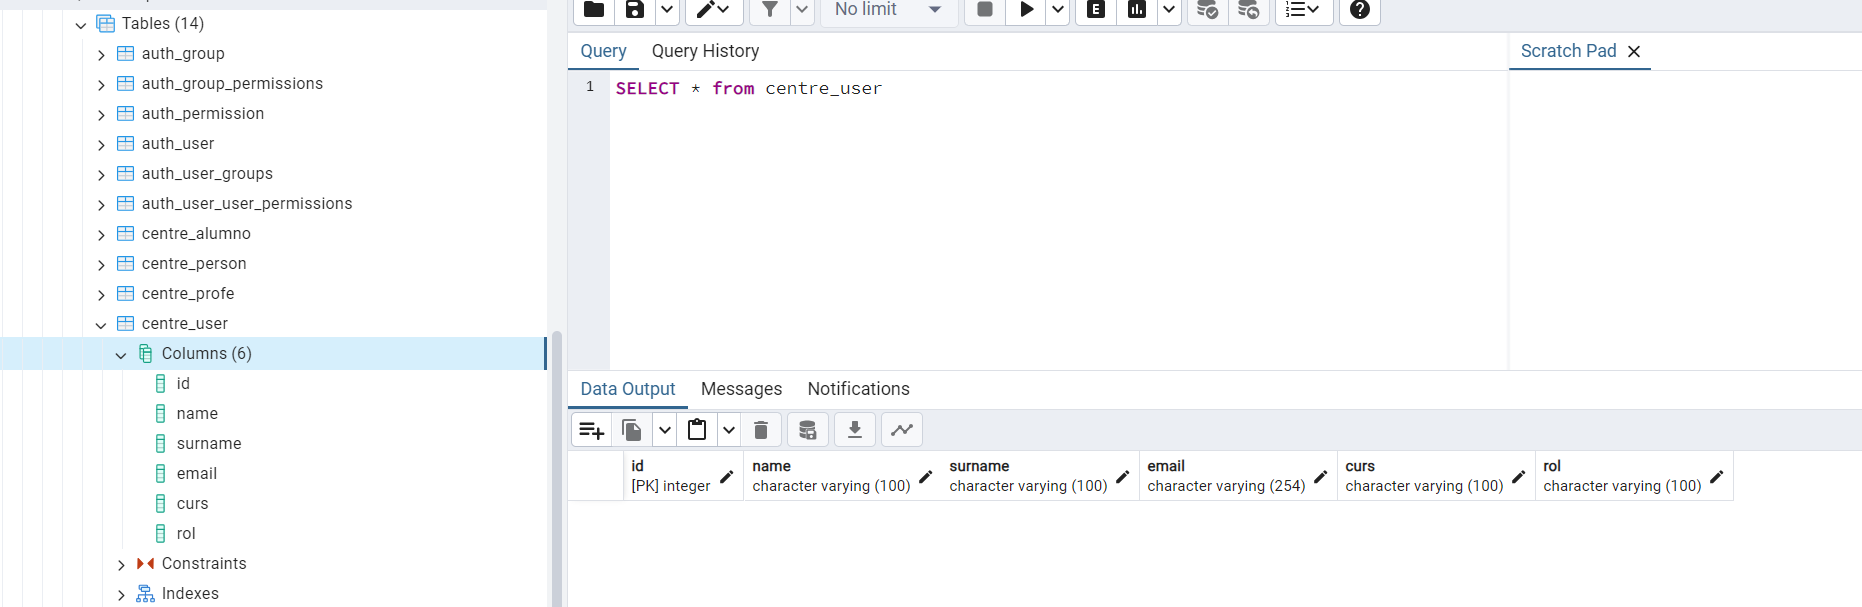 Tables (14)
auth_group
auth_group_permissions
auth_permission
auth_user
auth_user_groups
auth_user_user_permissions
centre_alumno
centre_person
centre_profe
centre_user
Columns (6)
id
name
surname
email
curs
rol
Constraints
Indexes
No limit
E
Query Query History
Scratch Pad
1 SELECT * from centre_user
Data Output Messages Notifications
id name surname email curs rol
[PK] integer character varying (100) character varying (100) character varying (254) character varying (100) character varying (100)